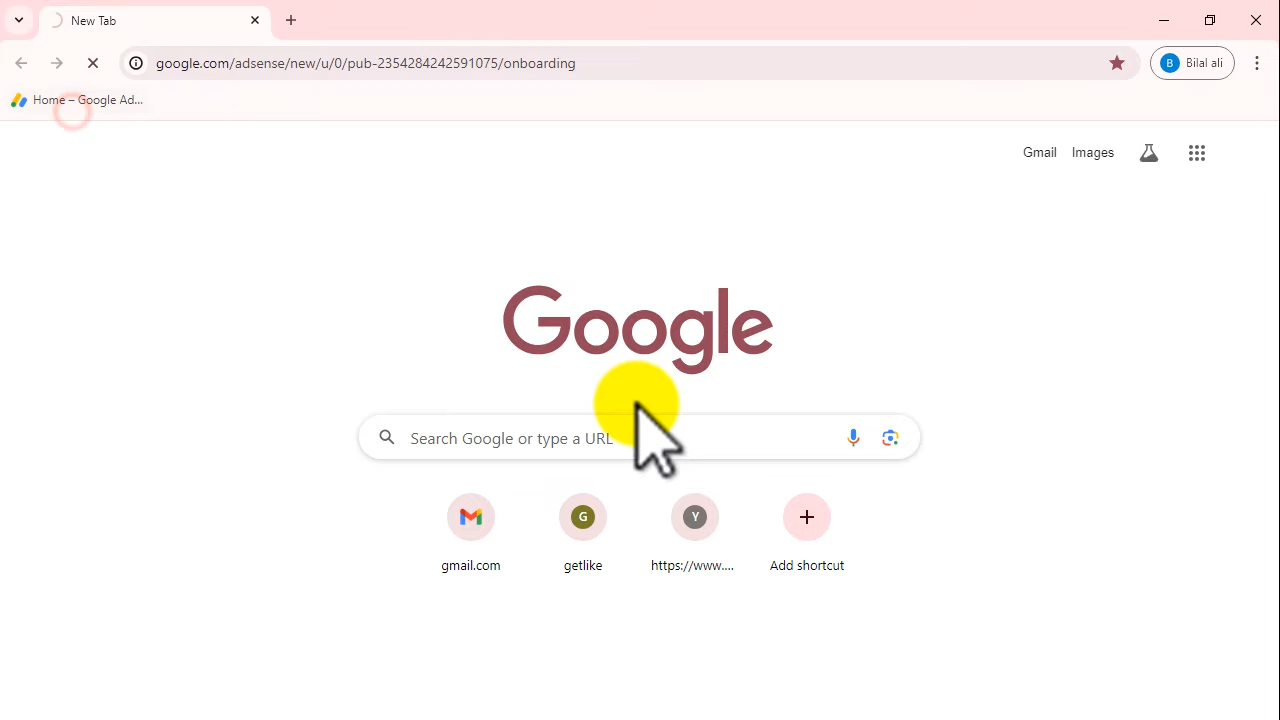 New Tab
google.com/adsense/new/u/0/pub-2354284242591075/onboarding
B Bilal ali
Home – Google Ad...
Gmail Images
Google
Search Google or type a URL
G Y
gmail.com getlike https://www.... Add shortcut